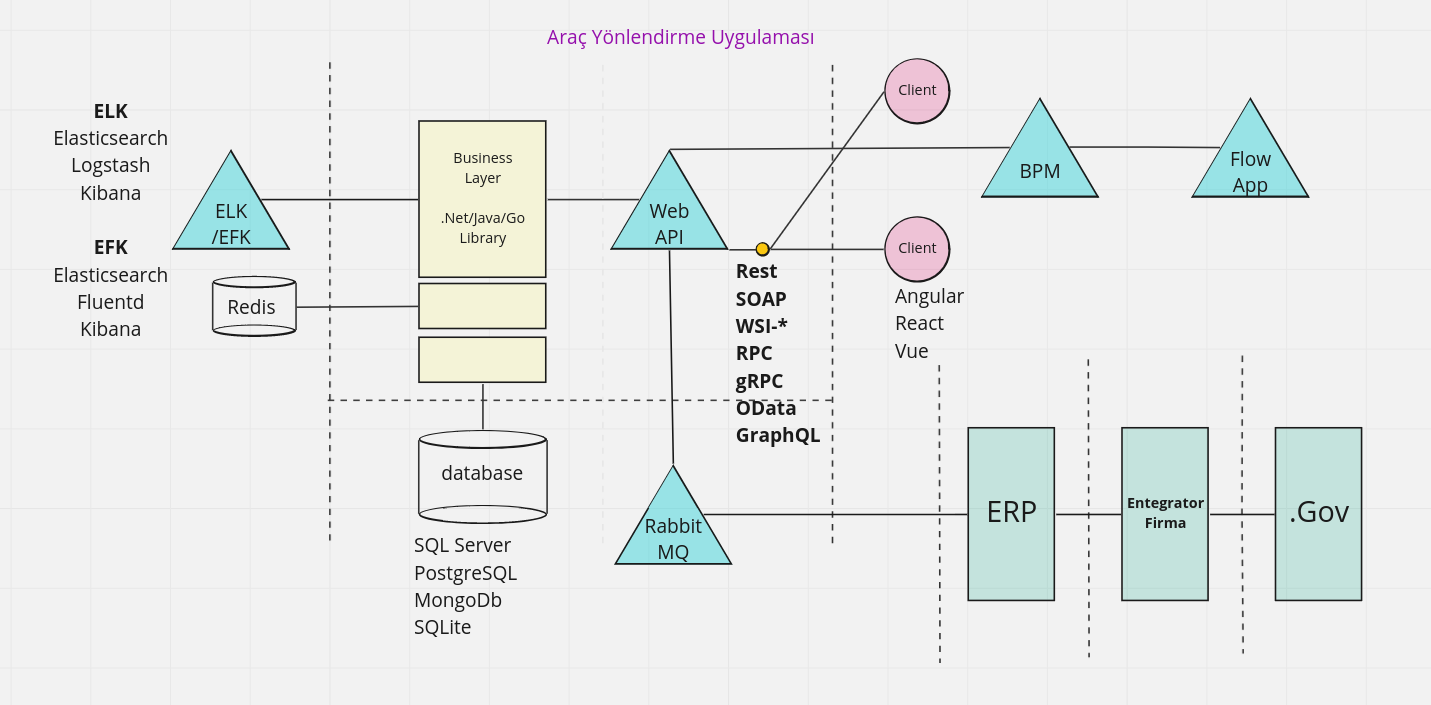 Araç Yönlendirme Uygulaması
ELK
Elasticsearch
Logstash
Kibana
EFK
Elasticsearch
Fluentd
Kibana
ELK
/EFK
Redis
Business
Layer
.Net/Java/Go
Library
database
SQL Server
PostgreSQL
MongoDb
SQLite
Web
API
Rest
SOAP
WSI-*
RPC
gRPC
OData
GraphQL
Rabbit
MQ
Client
Client
Angular
React
Vue
BPM
Flow
App
ERP
Entegrator
Firma
.Gov